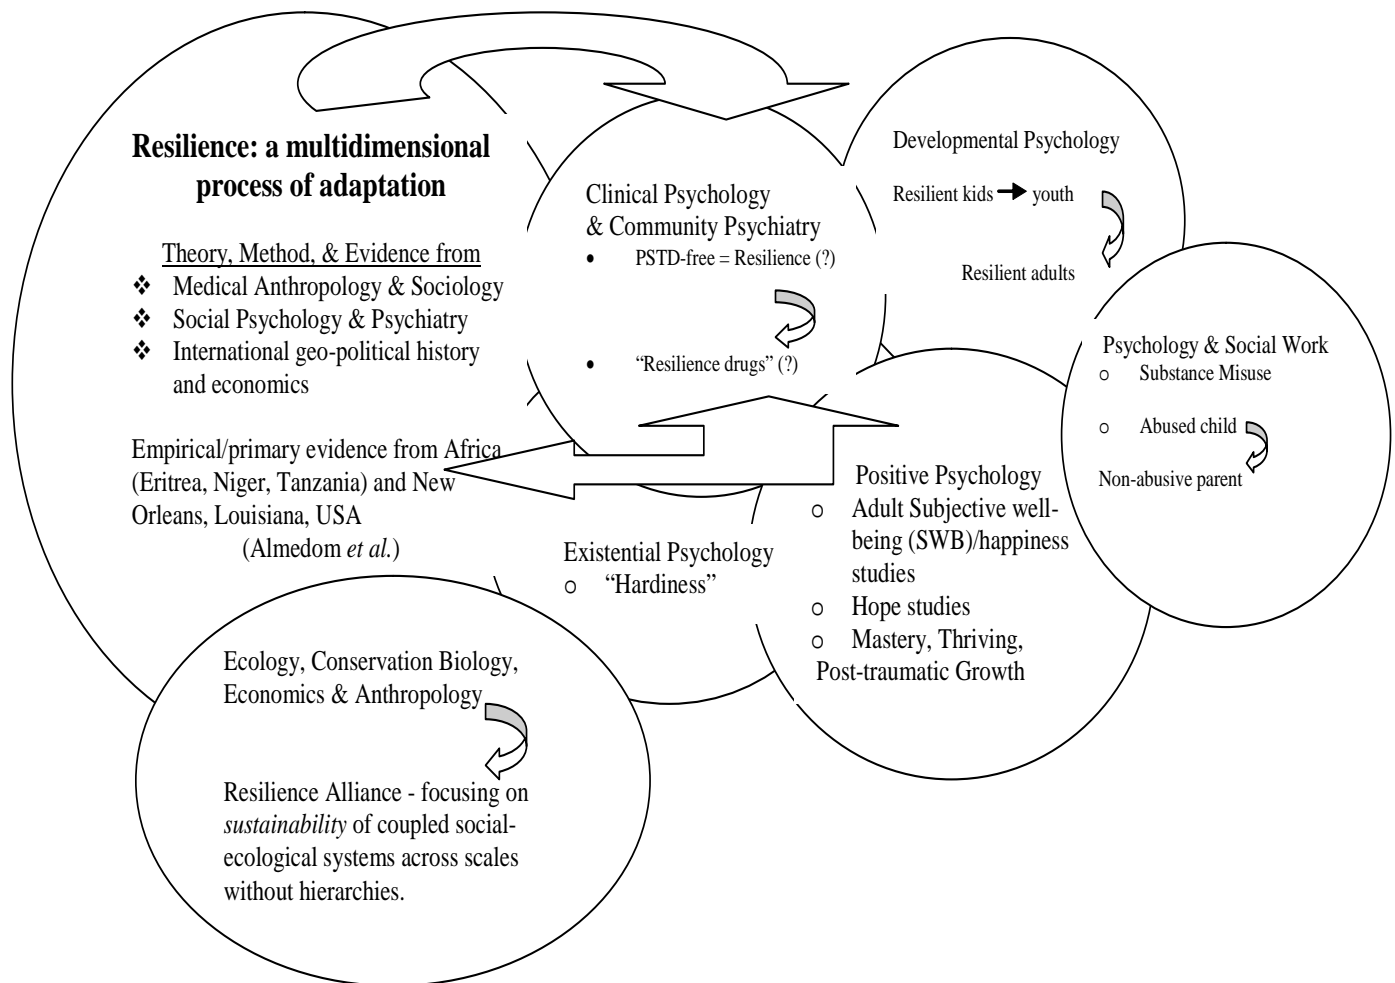 Resilience: a multidimensional
process of adaptation
Theory, Method, & Evidence from
❖ Medical Anthropology & Sociology
❖ Social Psychology & Psychiatry
❖ International geo-political history
and economics
Empirical/primary evidence from Africa
(Eritrea, Niger, Tanzania) and New
Orleans, Louisiana, USA
(Almedom et al.)
Clinical Psychology
& Community Psychiatry
• PSTD-free = Resilience (?)
• “Resilience drugs” (?)
Developmental Psychology
Resilient kids → youth
Resilient adults
Psychology & Social Work
o Substance Misuse
o Abused child
Non-abusive parent
Positive Psychology
o Adult Subjective well-
being (SWB)/happiness
studies
o Hope studies
o Mastery, Thriving,
Post-traumatic Growth
Existential Psychology
o “Hardiness”
Ecology, Conservation Biology,
Economics & Anthropology
Resilience Alliance - focusing on
sustainability of coupled social-
ecological systems across scales
without hierarchies.